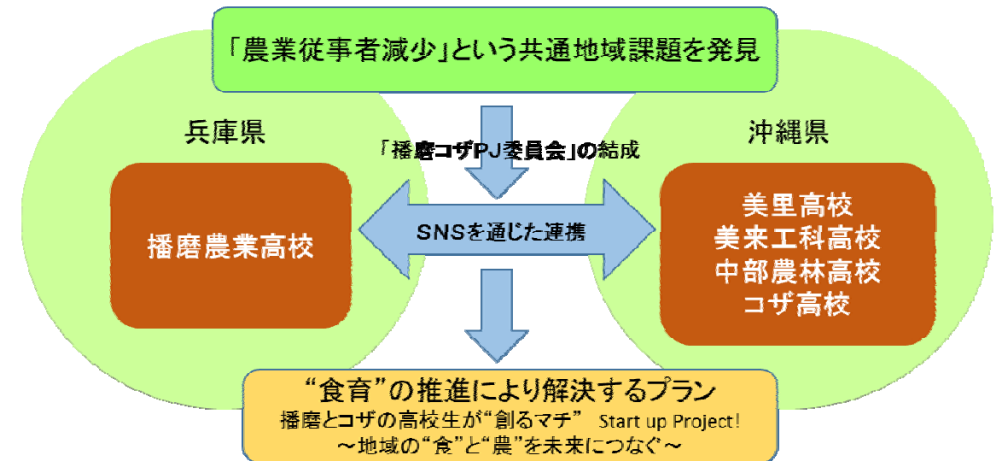 「農業従事者減少」という共通地域課題を発見
兵庫県
沖縄県
「播磨コザPJ委員会」の結成
播磨農業高校
SNSを通じた連携
美里高校
美来工科高校
中部農林高校
コザ高校
“食育”の推進により解決するプラン
播磨とコザの高校生が“創るマチ” Start up Project!
～地域の“食”と“農”を未来につなぐ～